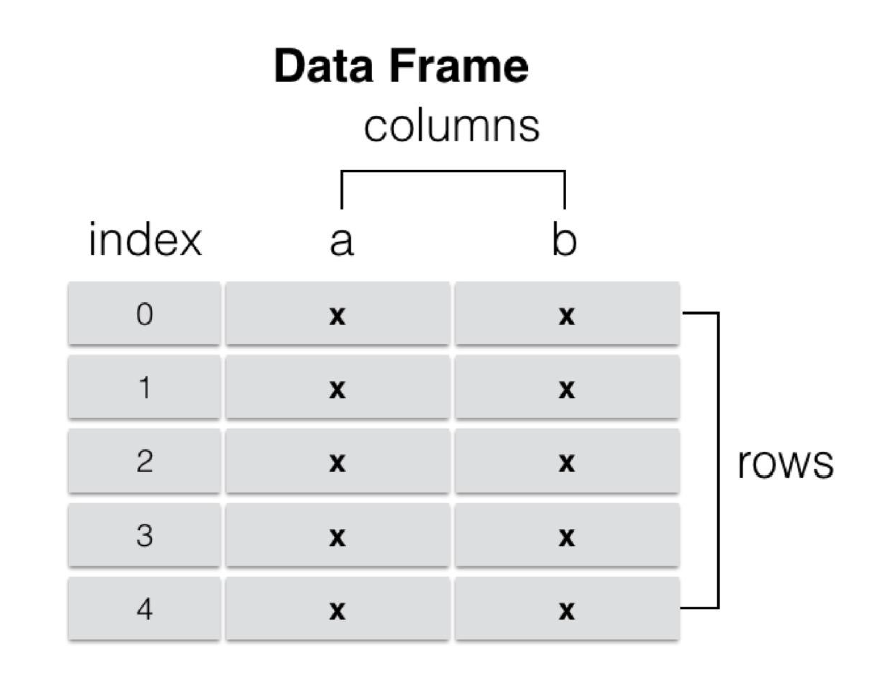 Data Frame
columns
index a b
0 x x
1 x x
2 x x
rows
3 x x
4 x x